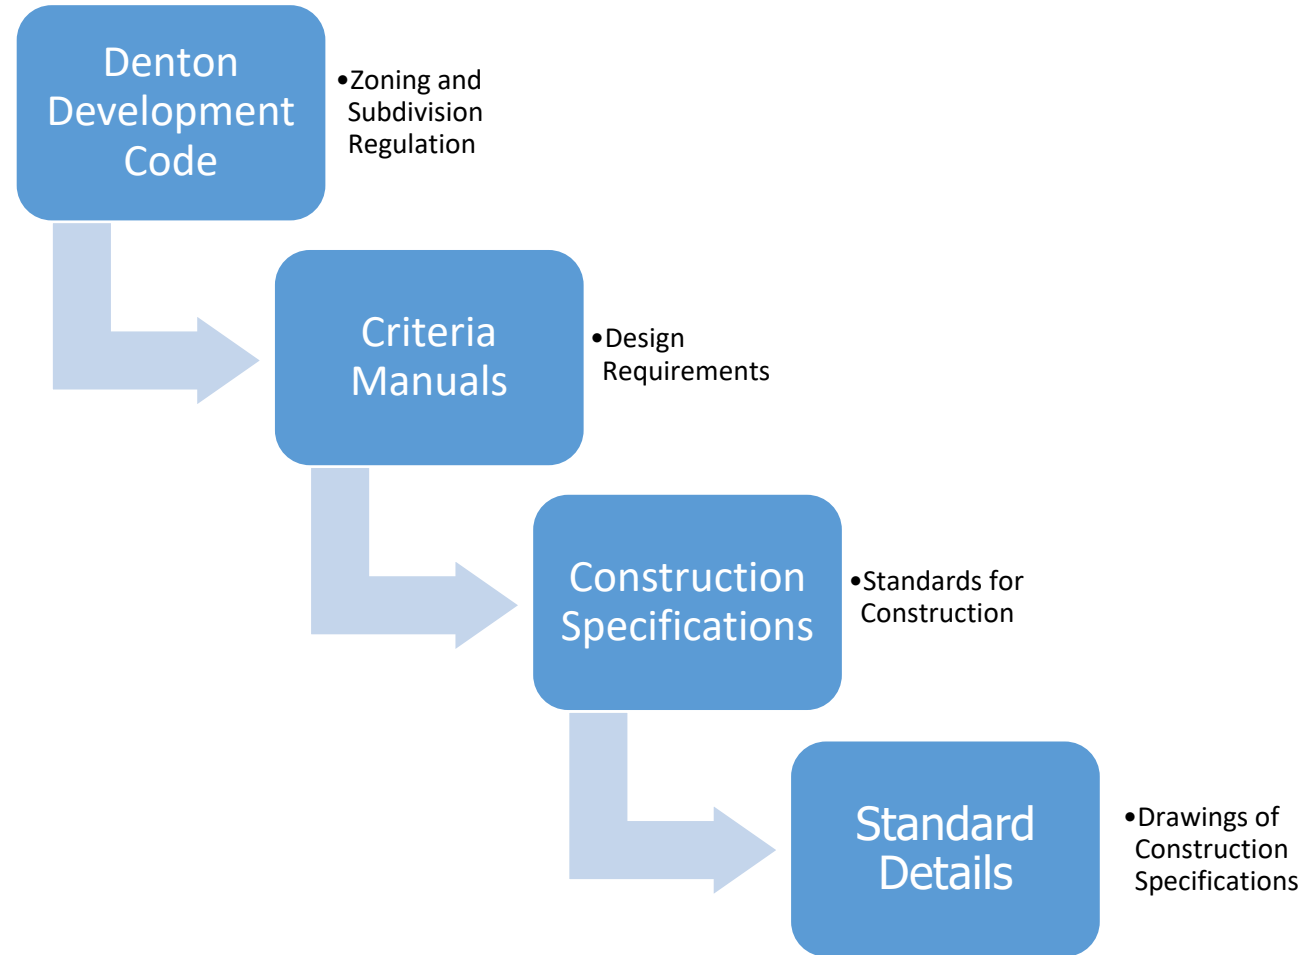 Denton
Development
Code
•Zoning and
Subdivision
Regulation
Criteria
Manuals
•Design
Requirements
Construction
Specifications
•Standards for
Construction
Standard
Details
•Drawings of
Construction
Specifications